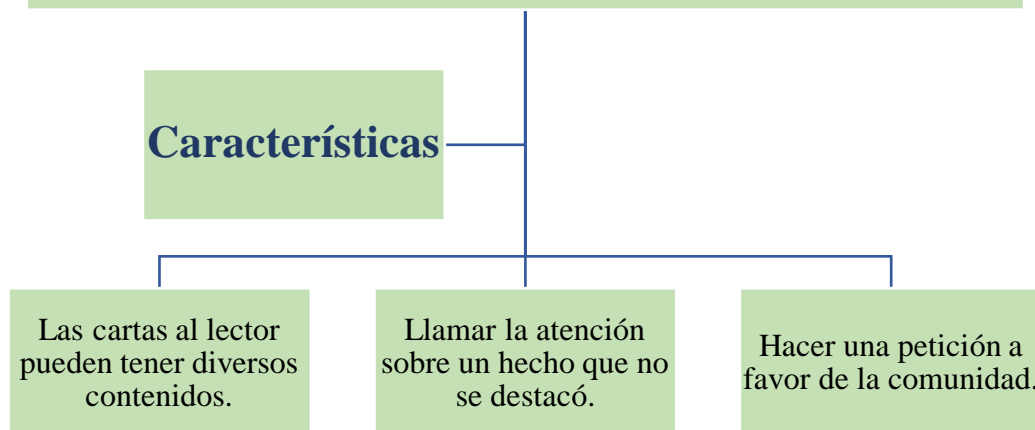 Características
Las cartas al lector
pueden tener diversos
contenidos.
Llamar la atención
sobre un hecho que no
se destacó.
Hacer una petición a
favor de la comunidad.